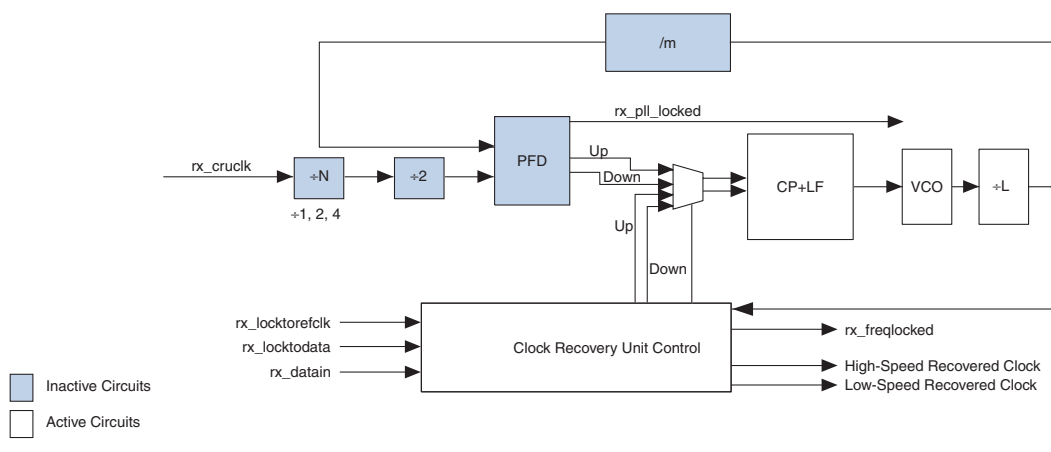 /m
rx_pll_locked
rx_cruclk
÷N
÷1, 2, 4
÷2
PFD
Up
Down
Up
Down
CP+LF
VCO
÷L
rx_locktorefclk
rx_locktodata
rx_datain
Clock Recovery Unit Control
rx_freqlocked
High-Speed Recovered Clock
Low-Speed Recovered Clock
Inactive Circuits
Active Circuits